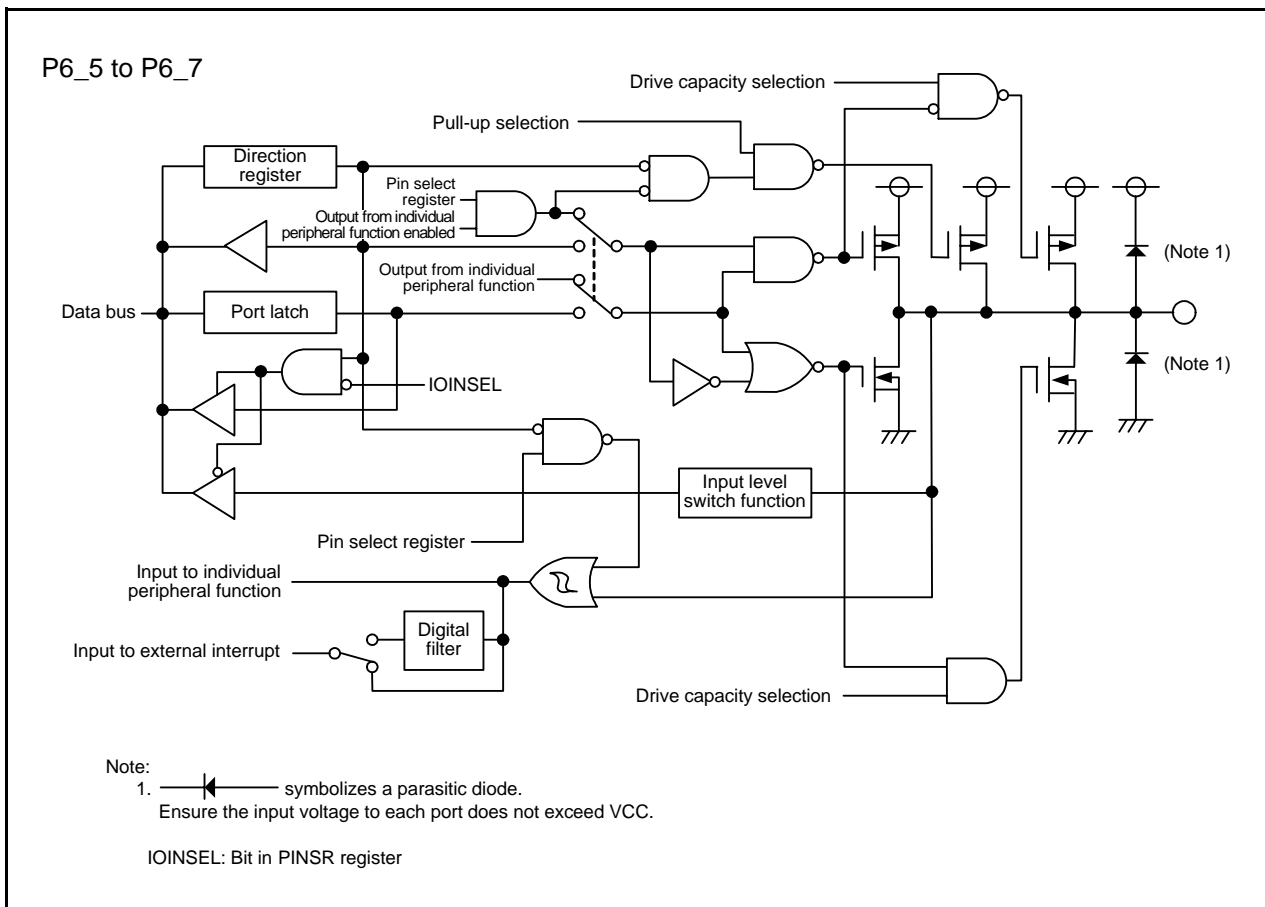 P6_5 to P6_7
Drive capacity selection
Pull-up selection
Direction
register
Pin select
register
Output from individual
peripheral function enabled
(Note 1)
Output from individual
peripheral function
Data bus
Port latch
(Note 1)
IOINSEL
Input level
switch function
Pin select register
Input to individual
peripheral function
Digital
filter
Input to external interrupt
Drive capacity selection
Note:
1. symbolizes a parasitic diode.
Ensure the input voltage to each port does not exceed VCC.
IOINSEL: Bit in PINSR register